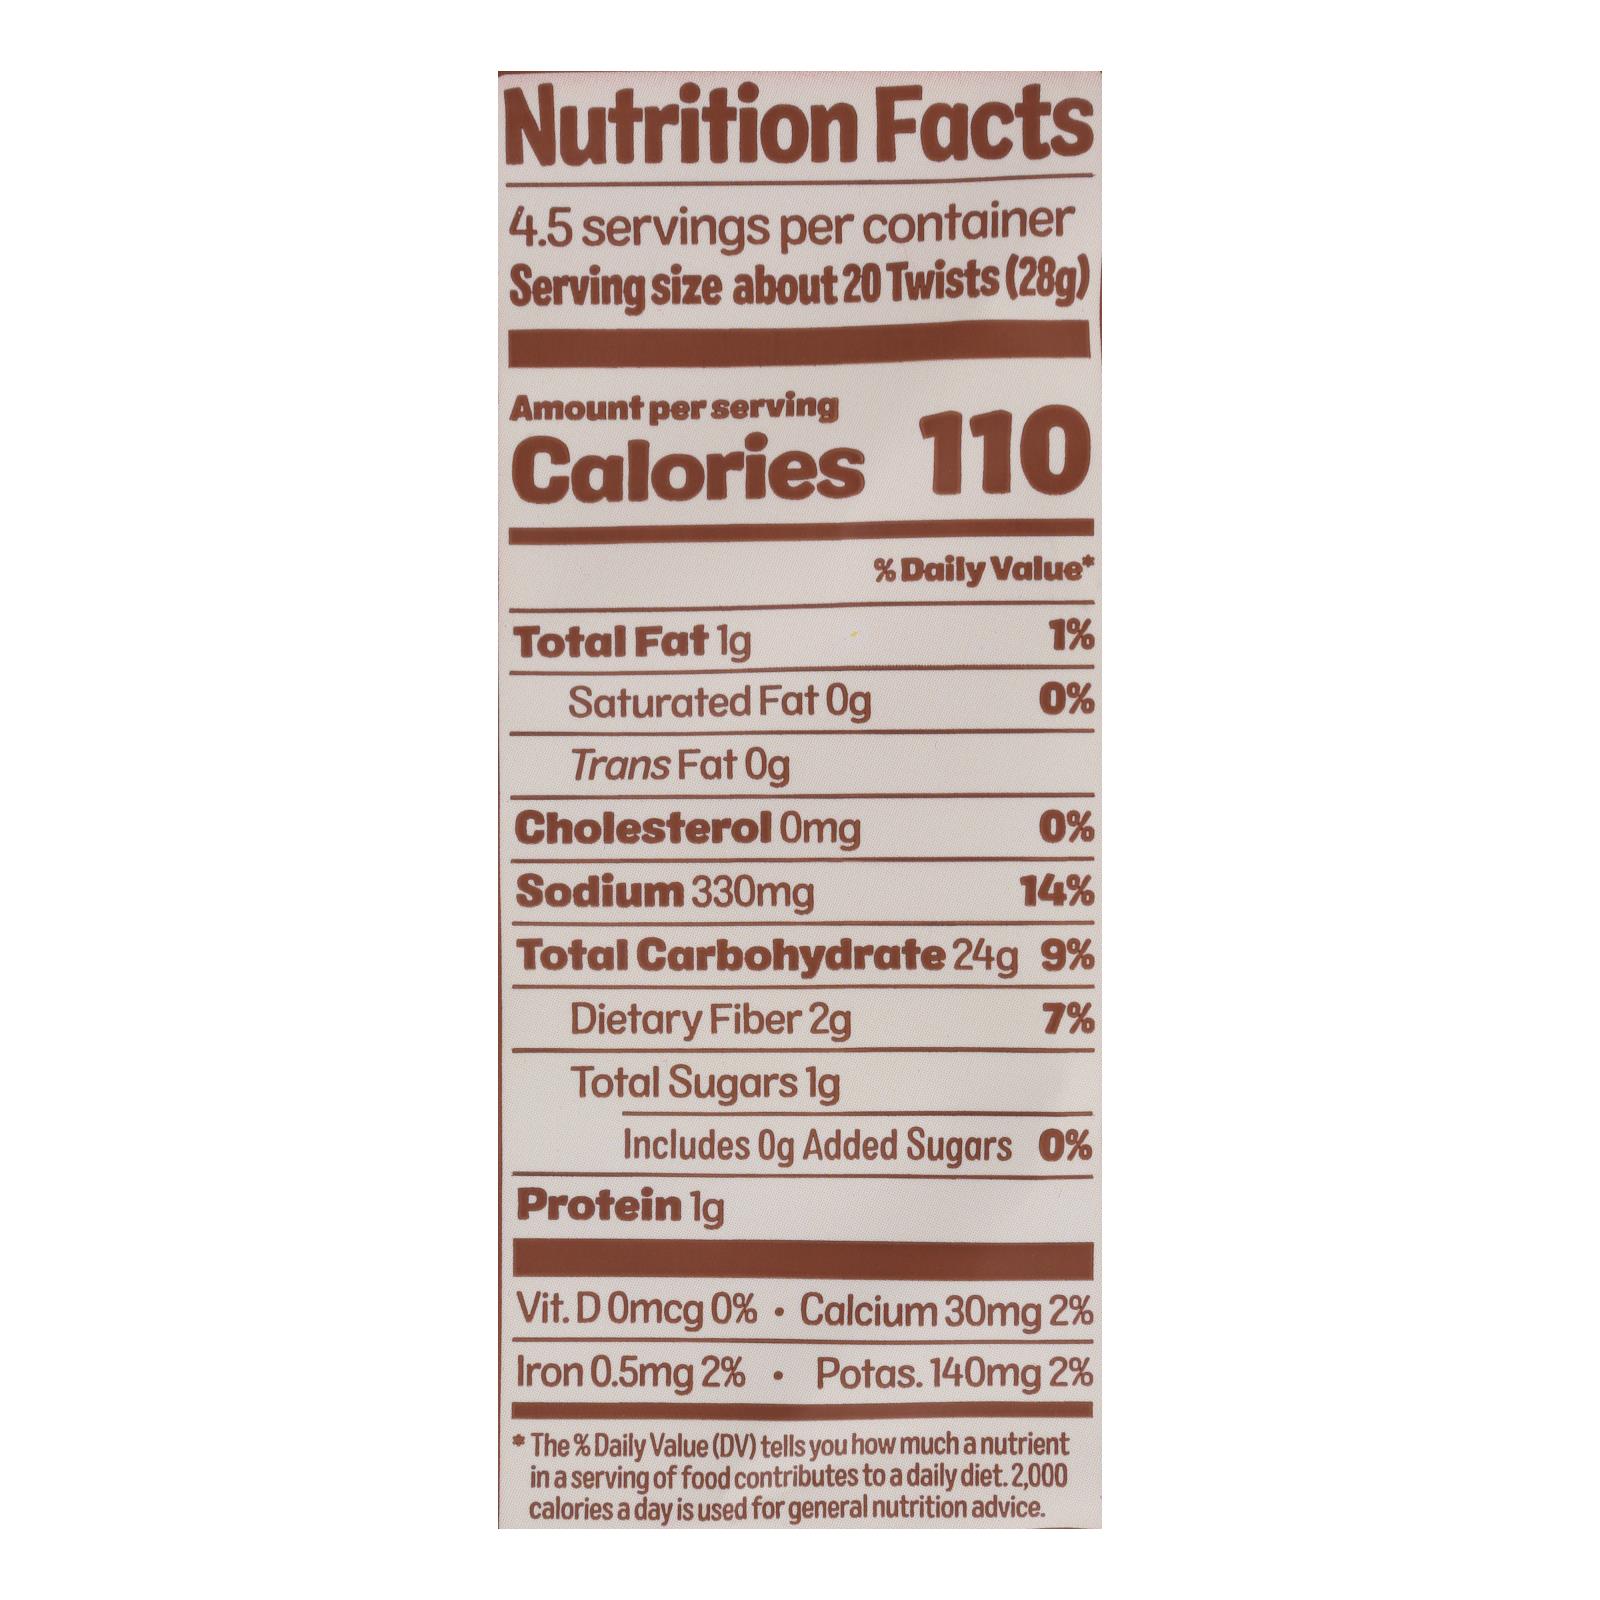 Nutrition Facts
4.5 servings per container
Serving size about 20 Twists (28g)
Amount per serving
Calories 110
% Daily Value*
Total Fat 1g 1%
Saturated Fat 0g 0%
Trans Fat 0g
Cholesterol 0mg 0%
Sodium 330mg 14%
Total Carbohydrate 24g 9%
Dietary Fiber 2g 7%
Total Sugars 1g
Includes 0g Added Sugars 0%
Protein 1g
Vit. D 0mcg 0% • Calcium 30mg 2%
Iron 0.5mg 2% • Potas. 140mg 2%
* The % Daily Value (DV) tells you how much a nutrient
in a serving of food contributes to a daily diet. 2,000
calories a day is used for general nutrition advice.